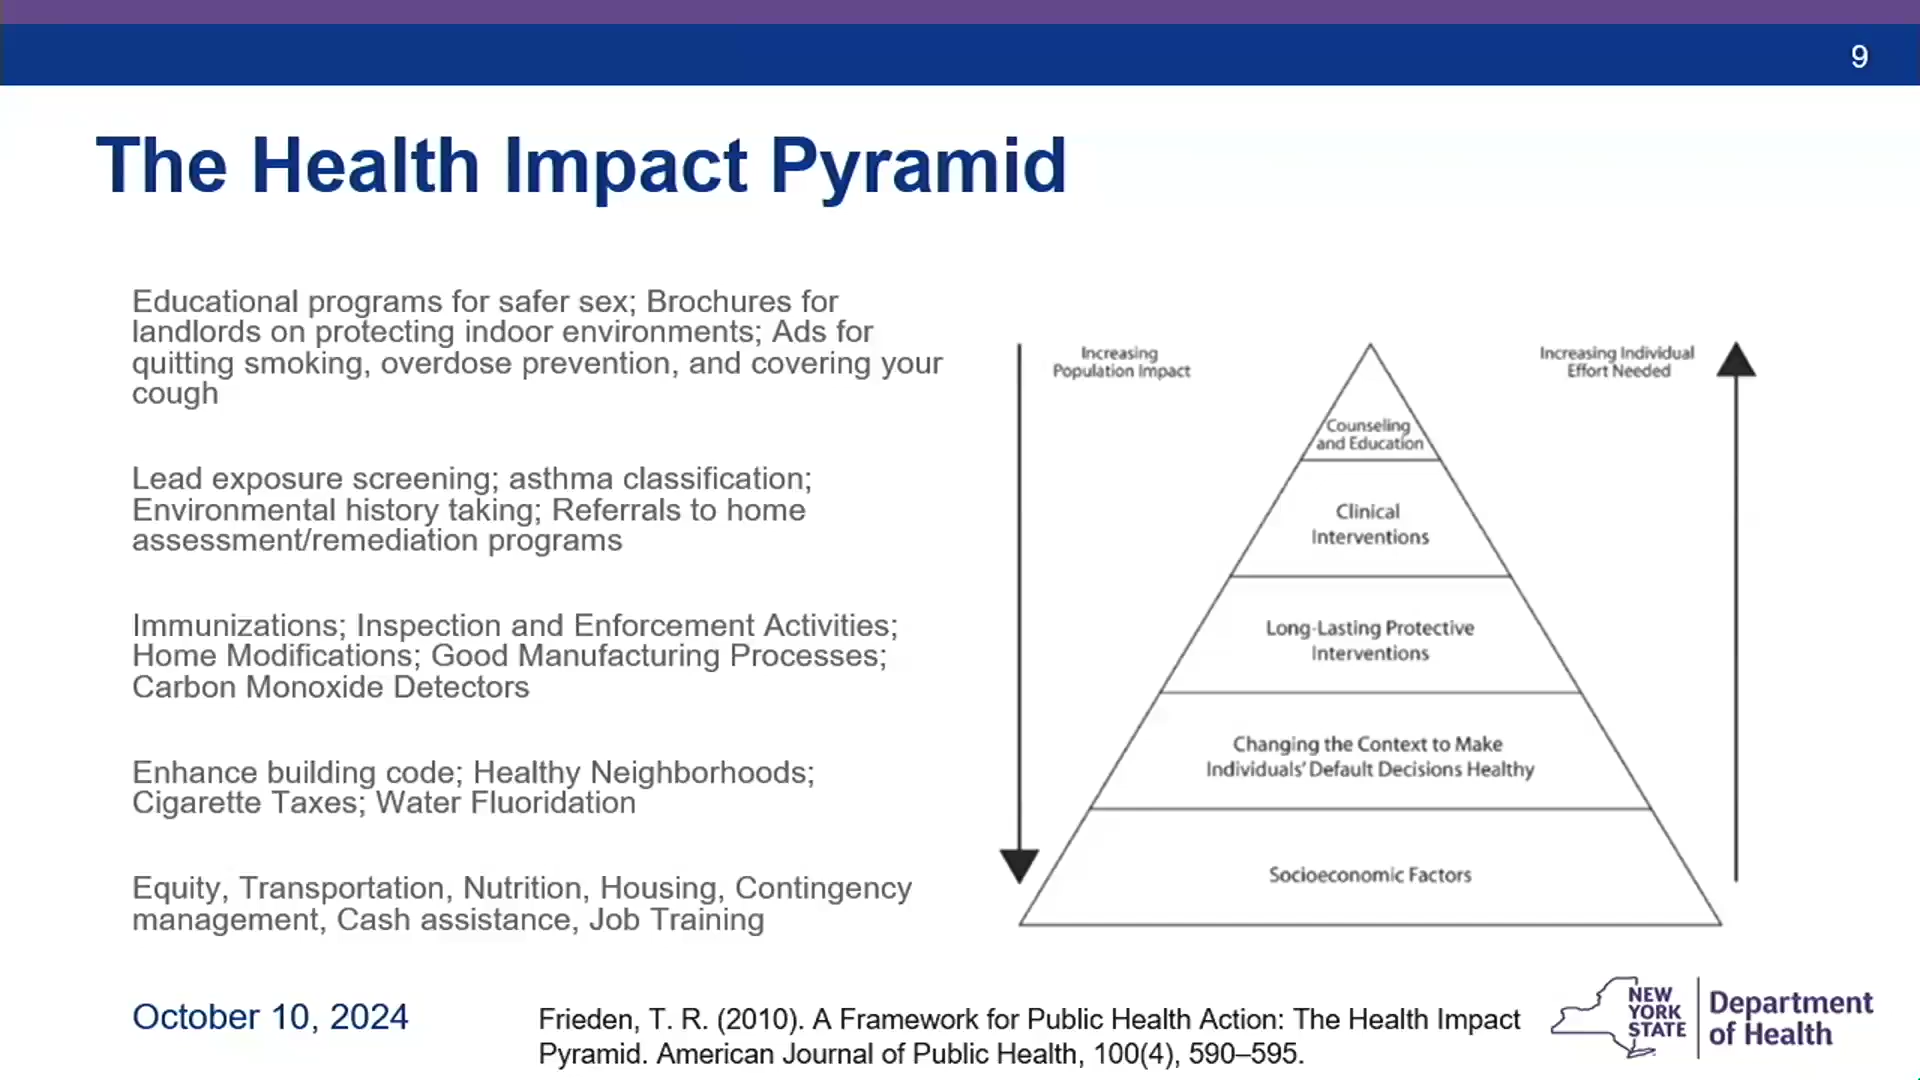 9
The Health Impact Pyramid
Educational programs for safer sex; Brochures for
landlords on protecting indoor environments; Ads for
quitting smoking, overdose prevention, and covering your
cough
Lead exposure screening; asthma classification;
Environmental history taking; Referrals to home
assessment/remediation programs
Immunizations; Inspection and Enforcement Activities;
Home Modifications; Good Manufacturing Processes;
Carbon Monoxide Detectors
Enhance building code; Healthy Neighborhoods;
Cigarette Taxes; Water Fluoridation
Equity, Transportation, Nutrition, Housing, Contingency
management, Cash assistance, Job Training
Increasing
Population Impact
Increasing Individual
Effort Needed
Counseling
and Education
Clinical
Interventions
Long-Lasting Protective
Interventions
Changing the Context to Make
Individuals' Default Decisions Healthy
Socioeconomic Factors
October 10, 2024
Frieden, T. R. (2010). A Framework for Public Health Action: The Health Impact
Pyramid. American Journal of Public Health, 100(4), 590–595.
NEW
YORK
STATE
Department
of Health